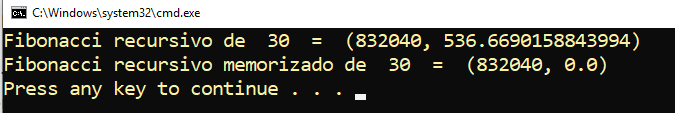 C:\Windows\system32\cmd.exe
Fibonacci recursivo de  30  =  (832040, 536.6690158843994)
Fibonacci recursivo memorizado de  30  =  (832040, 0.0)
Press any key to continue . . .